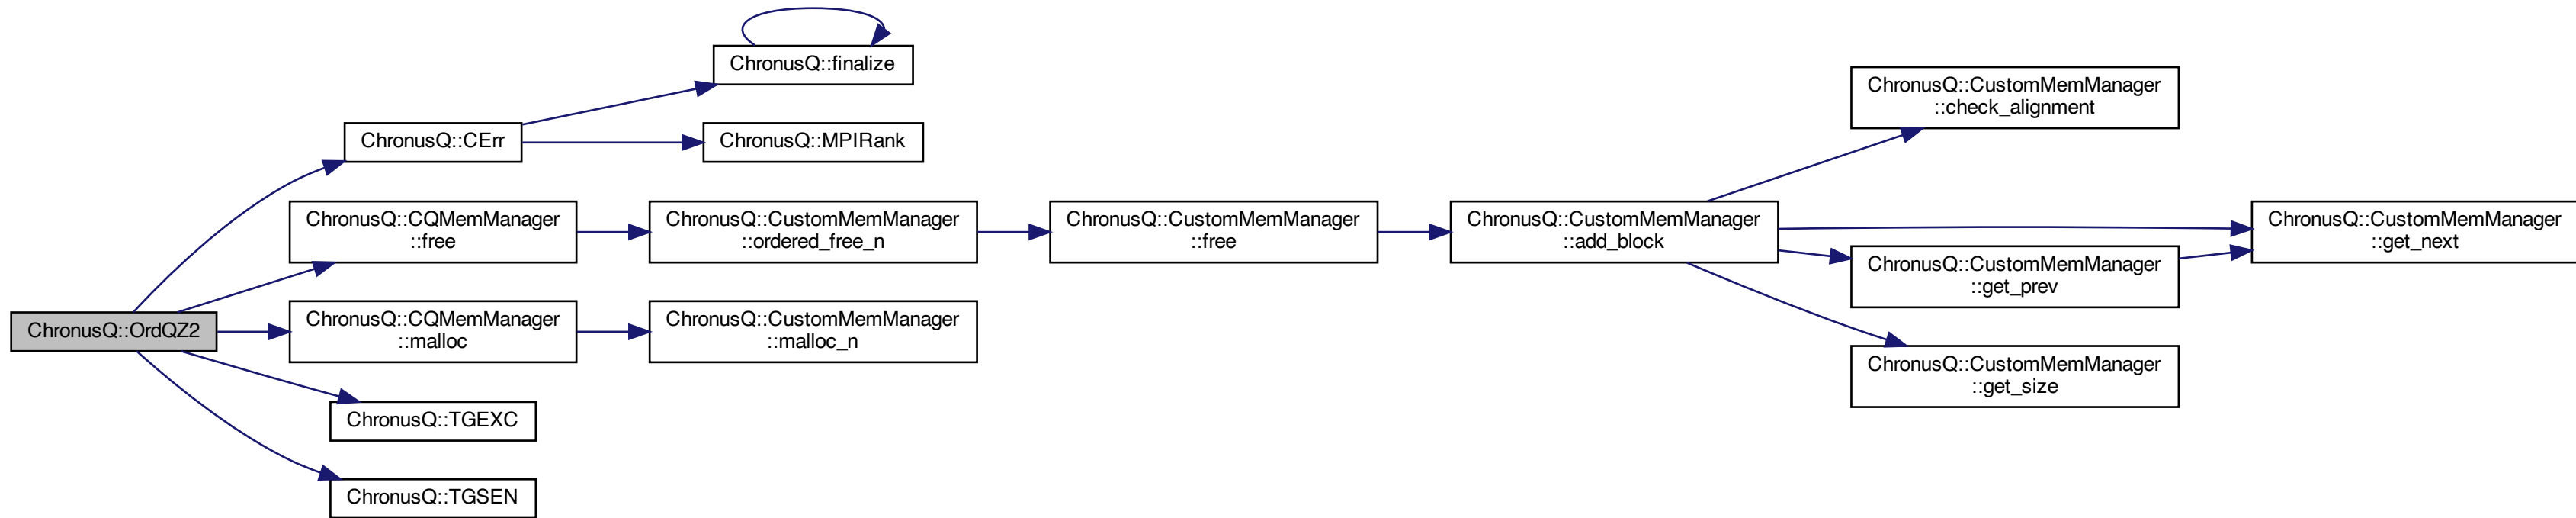 ChronusQ::OrdQZ2
ChronusQ::CErr
ChronusQ::finalize
ChronusQ::MPIRank
ChronusQ::CQMemManager
::free
ChronusQ::CustomMemManager
::ordered_free_n
ChronusQ::CustomMemManager
::free
ChronusQ::CustomMemManager
::add_block
ChronusQ::CustomMemManager
::check_alignment
ChronusQ::CustomMemManager
::get_next
ChronusQ::CustomMemManager
::get_prev
ChronusQ::CustomMemManager
::get_size
ChronusQ::CQMemManager
::malloc
ChronusQ::CustomMemManager
::malloc_n
ChronusQ::TGEXC
ChronusQ::TGSEN